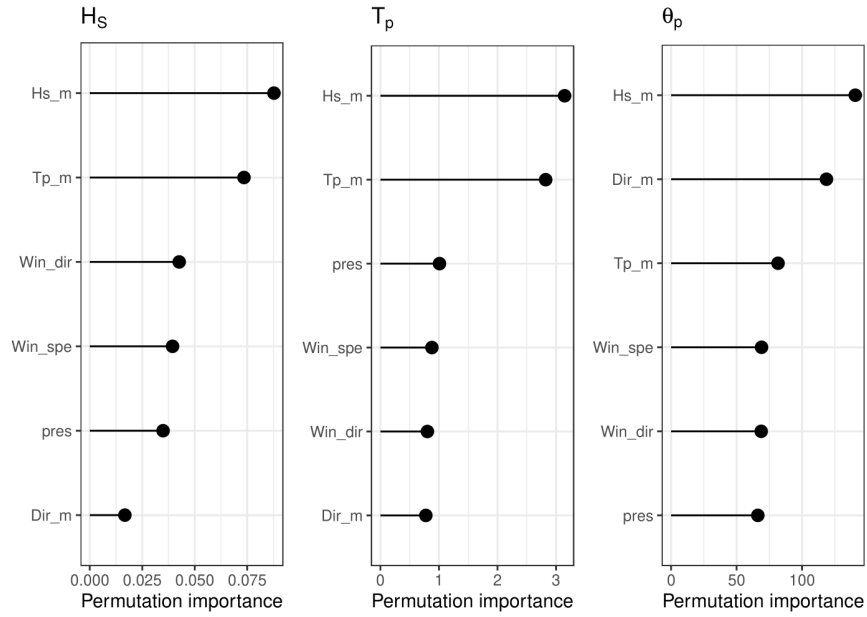 H_S
Hs_m
Tp_m
Win_dir
Win_spe
pres
Dir_m
0.000 0.025 0.050 0.075
Permutation importance
T_p
Hs_m
Tp_m
pres
Win_spe
Win_dir
Dir_m
0 1 2 3
Permutation importance
θ_p
Hs_m
Dir_m
Tp_m
Win_spe
Win_dir
pres
0 50 100
Permutation importance